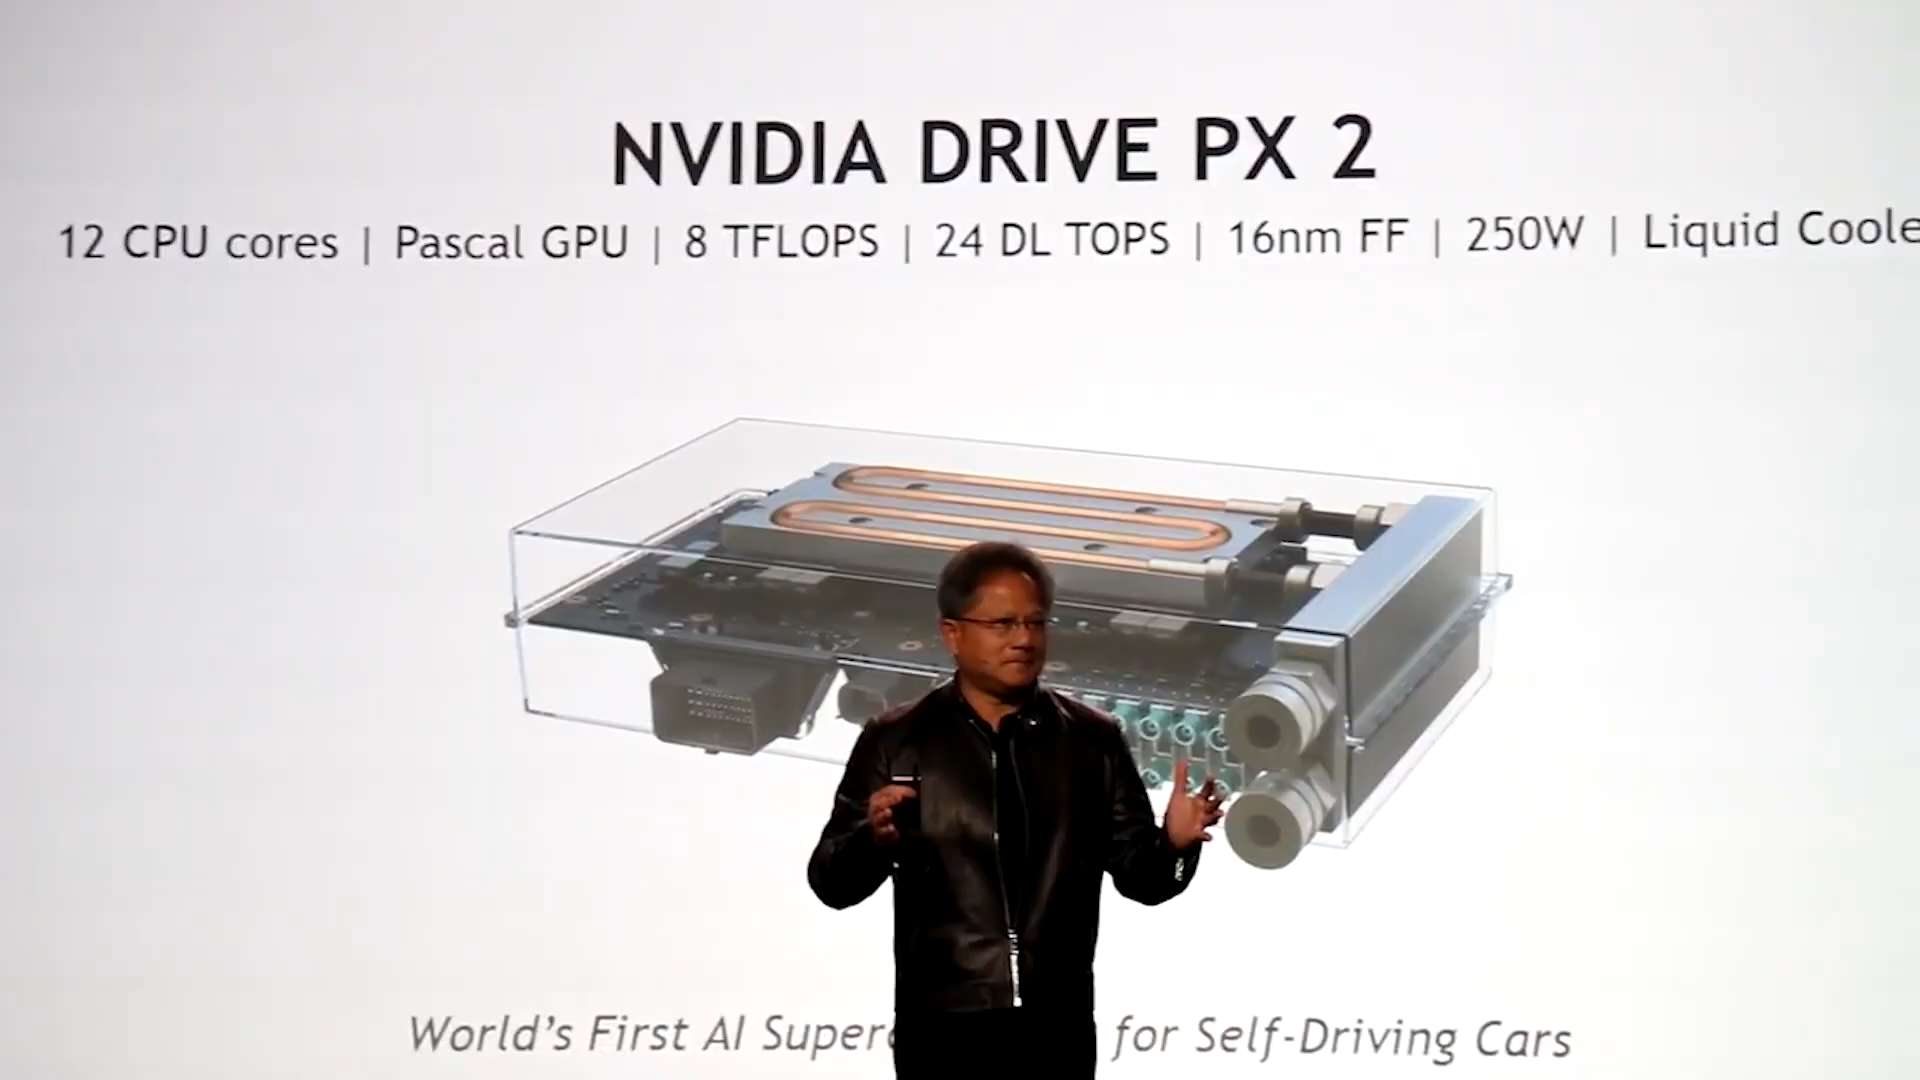 NVIDIA DRIVE PX 2
12 CPU cores | Pascal GPU | 8 TFLOPS | 24 DL TOPS | 16nm FF | 250W | Liquid Coole
World's First AI Super for Self-Driving Cars